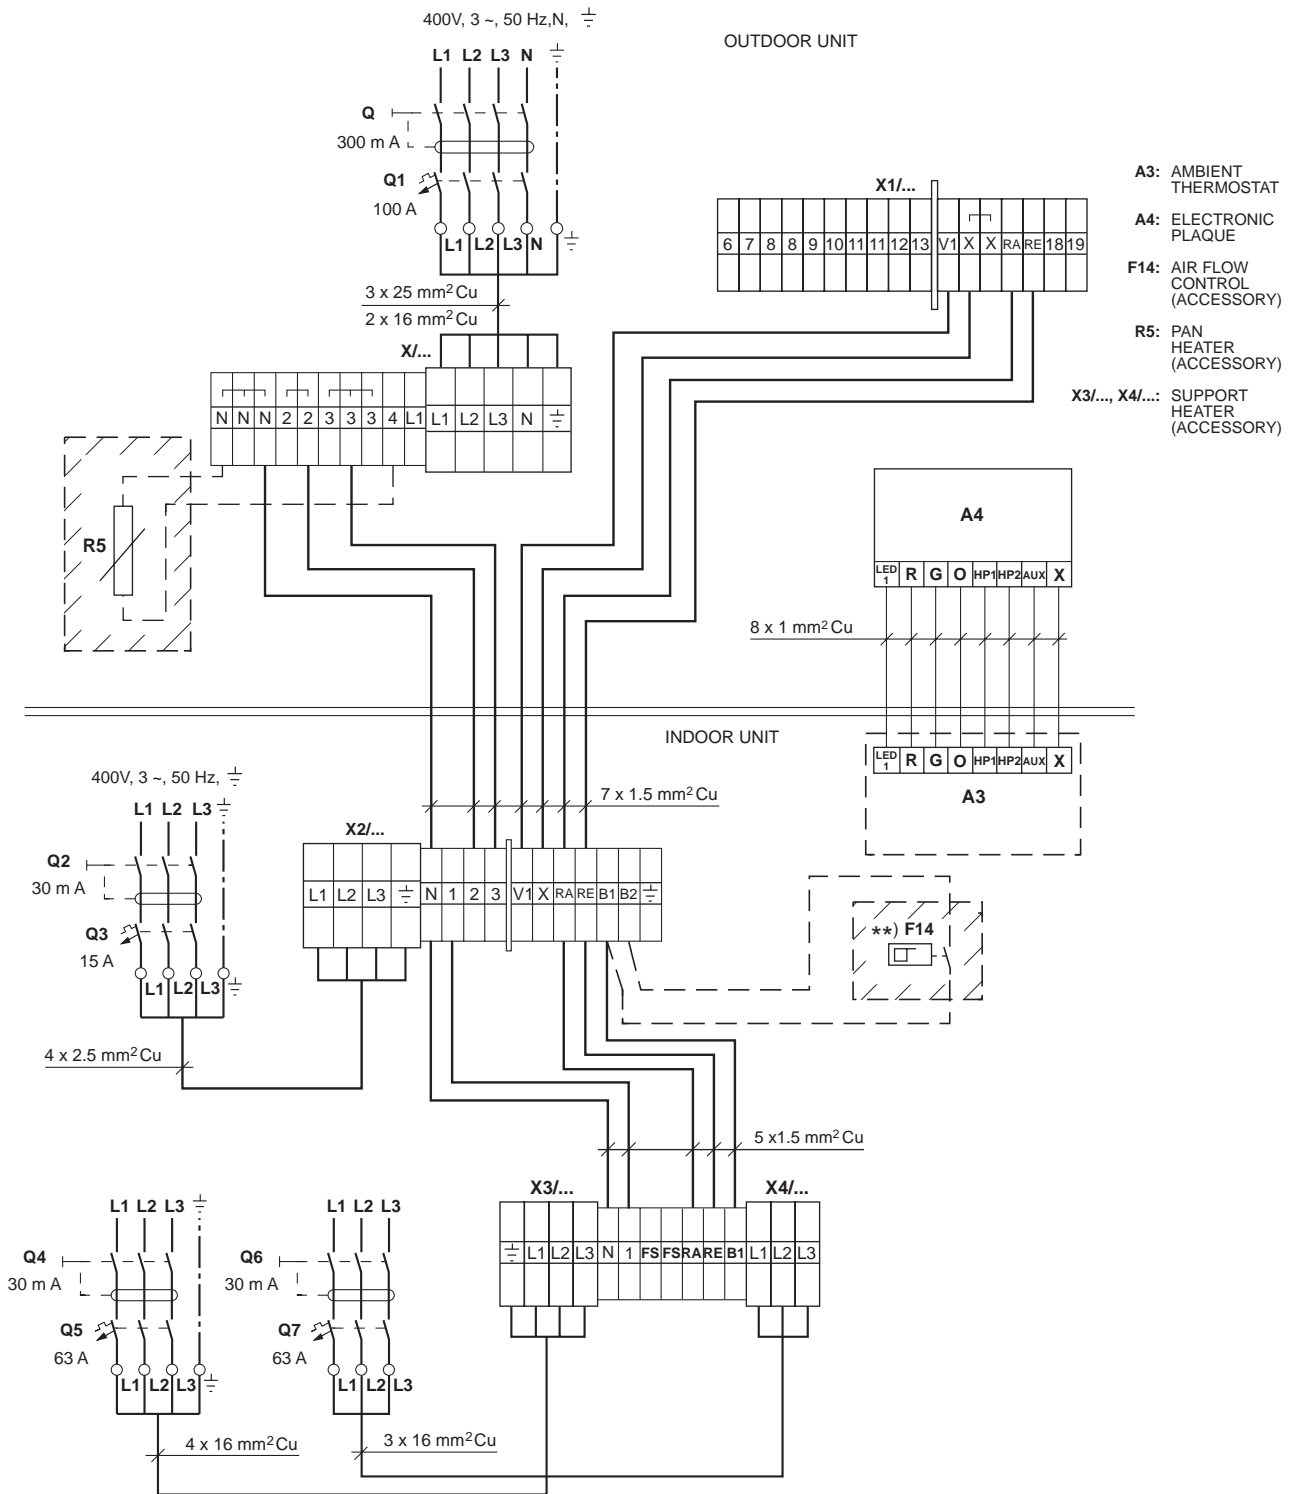 400V, 3 ~, 50 Hz,N, ⏚
OUTDOOR UNIT
L1 L2 L3 N ⏚
Q
300 m A
Q1
100 A
L1 L2 L3 N ⏚
3 x 25 mm² Cu
2 x 16 mm² Cu
X1/...
6 7 8 8 9 10 11 11 12 13 V1 X X RA RE 18 19
A3: AMBIENT
THERMOSTAT
A4: ELECTRONIC
PLAQUE
F14: AIR FLOW
CONTROL
(ACCESSORY)
R5: PAN
HEATER
(ACCESSORY)
X3/..., X4/...: SUPPORT
HEATER
(ACCESSORY)
X/...
N N N 2 2 3 3 3 4 L1 L1 L2 L3 N ⏚
R5
A4
LED 1 R G O HP1 HP2 AUX X
8 x 1 mm² Cu
INDOOR UNIT
LED 1 R G O HP1 HP2 AUX X
A3
400V, 3 ~, 50 Hz, ⏚
7 x 1.5 mm² Cu
L1 L2 L3 ⏚
X2/...
Q2
30 m A
L1 L2 L3 ⏚ N 1 2 3 V1 X RA RE B1 B2 ⏚
Q3
15 A
L1 L2 L3 ⏚
**) F14
4 x 2.5 mm² Cu
5 x1.5 mm² Cu
X3/... X4/...
⏚ L1 L2 L3 N 1 FS FS RA RE B1 L1 L2 L3
L1 L2 L3 ⏚
Q4
30 m A
Q5
63 A
L1 L2 L3 ⏚
4 x 16 mm² Cu
L1 L2 L3
Q6
30 m A
Q7
63 A
L1 L2 L3
3 x 16 mm² Cu